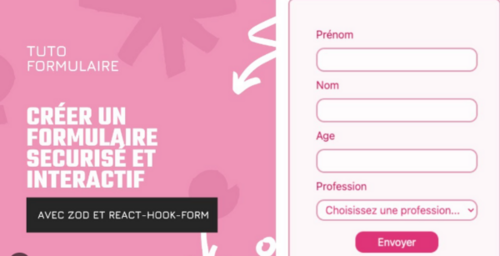 TUTO
FORMULAIRE
CRÉER UN
FORMULAIRE
SECURISÉ ET
INTERACTIF
AVEC ZOD ET REACT-HOOK-FORM
Prénom
Nom
Age
Profession
Choisissez une profession...
Envoyer